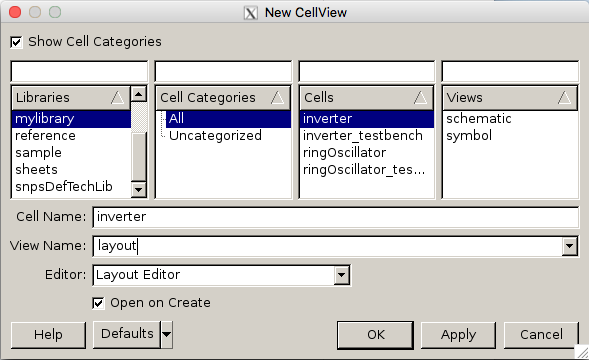 New CellView
Show Cell Categories
Libraries
mylibrary
reference
sample
sheets
snpsDefTechLib
Cell Categories
All
Uncategorized
Cells
inverter
inverter_testbench
ringOscillator
ringOscillator_tes...
Views
schematic
symbol
Cell Name: inverter
View Name: layout
Editor: Layout Editor
Open on Create
Help Defaults OK Apply Cancel